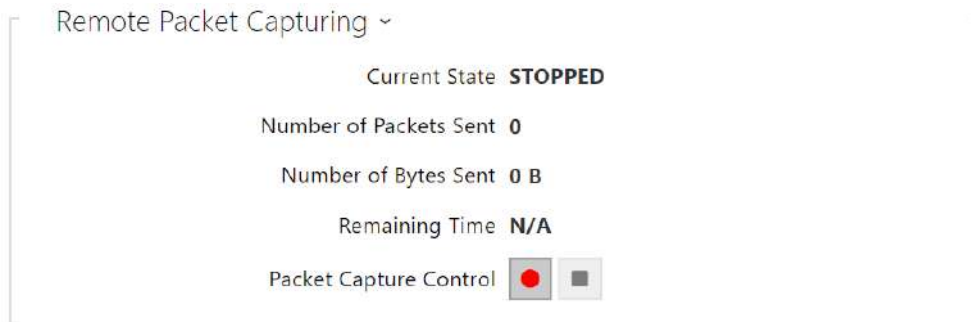 Remote Packet Capturing
Current State STOPPED
Number of Packets Sent 0
Number of Bytes Sent 0 B
Remaining Time N/A
Packet Capture Control